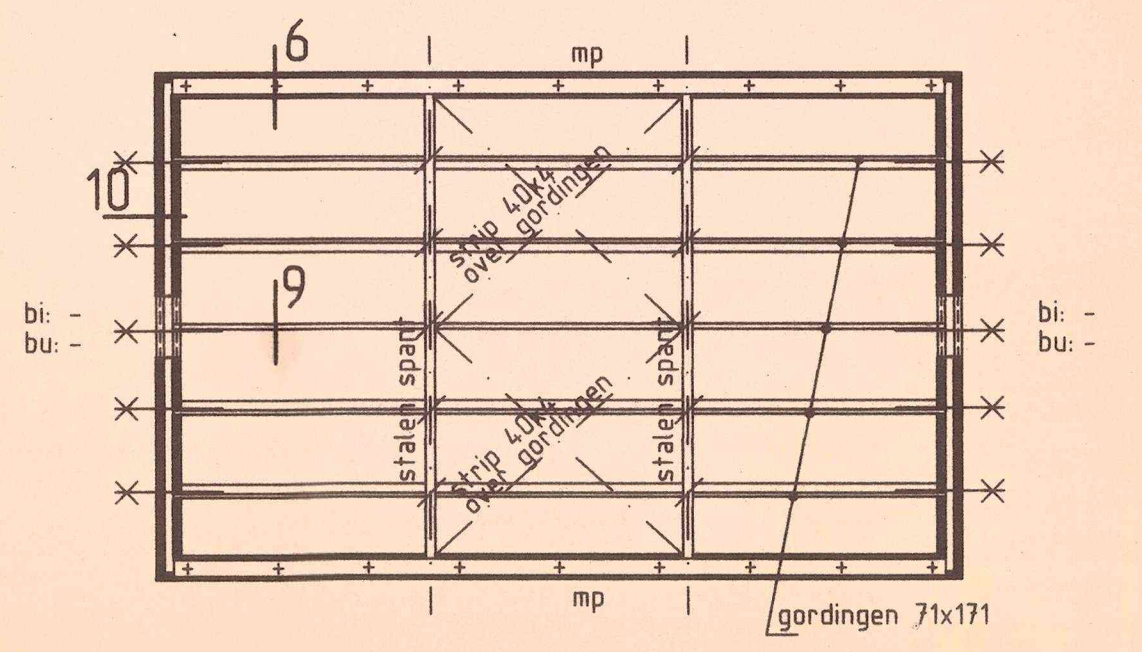 6
mp
10
strip 40x4
over gordingen
9
bi: -
bu: -
bi: -
bu: -
stalen spant
stalen spant
strip 40x4
over gordingen
mp
gordingen 71x171